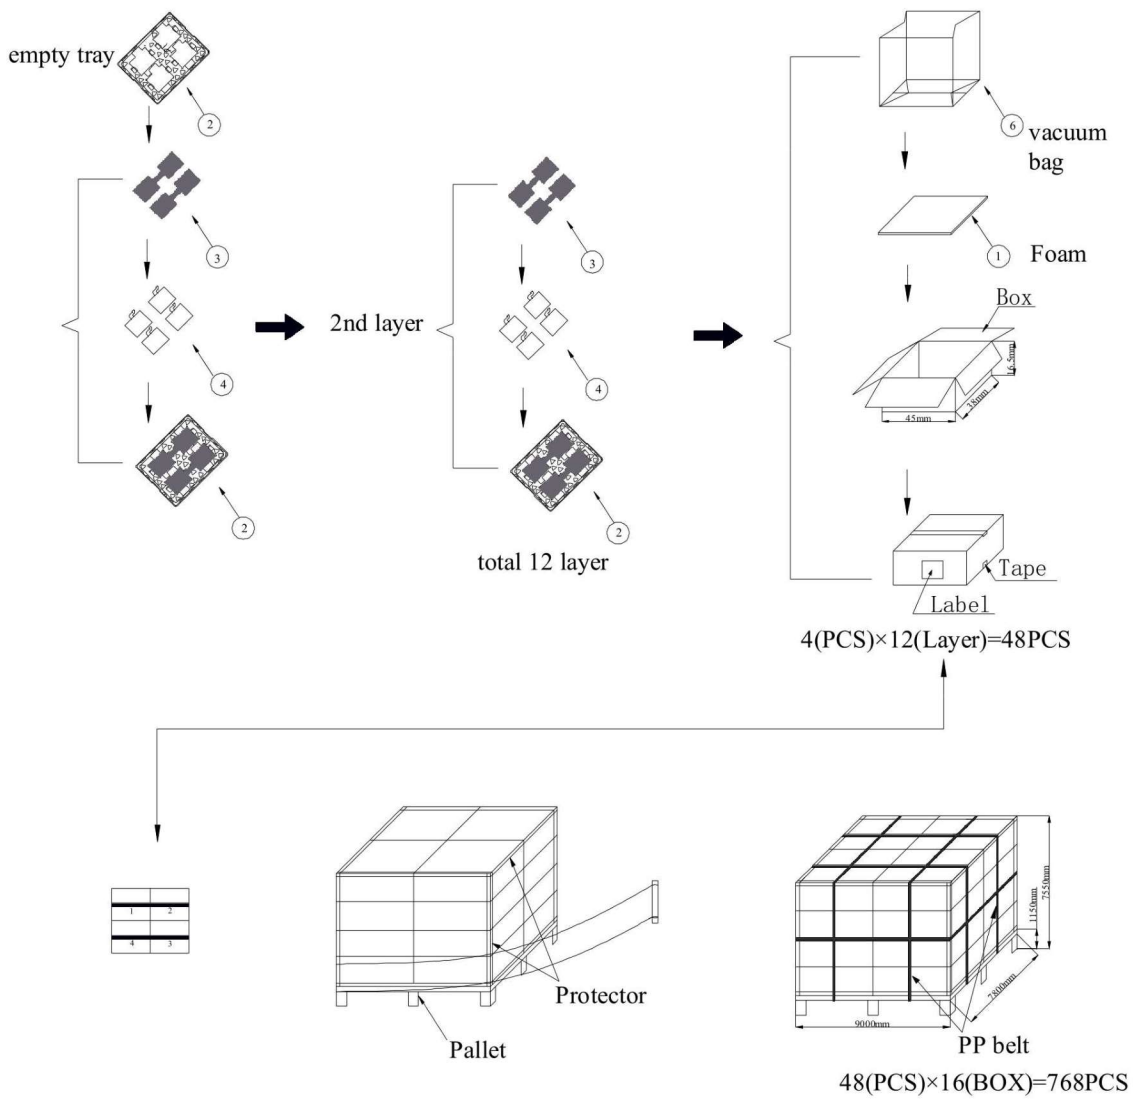 empty tray
2
3
4
2
2nd layer
3
4
2
total 12 layer
6
vacuum
bag
1
Foam
Box
16.5mm
38mm
45mm
Tape
Label
4(PCS)×12(Layer)=48PCS
1 2
4 3
Protector
Pallet
7550mm
1150mm
7800mm
9000mm
PP belt
48(PCS)×16(BOX)=768PCS